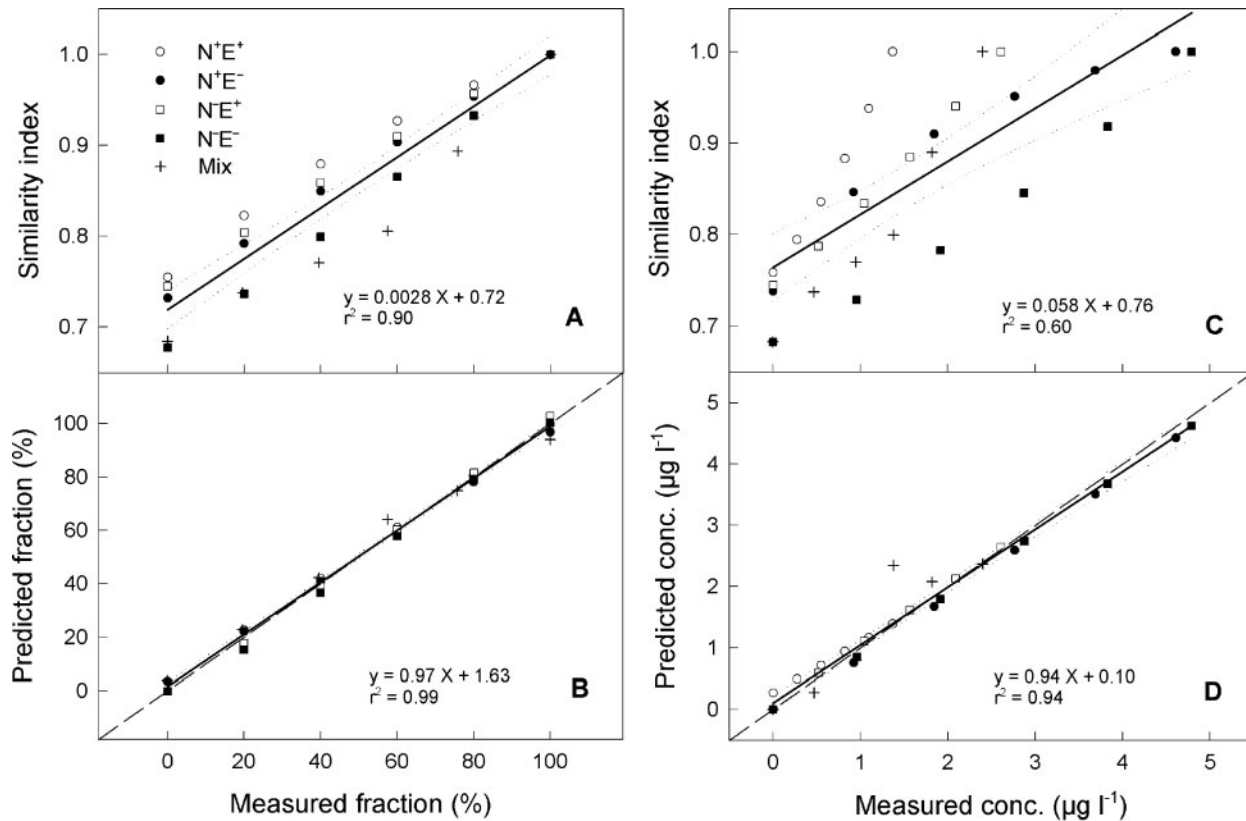 Similarity index
1.0
0.9
0.8
0.7
N⁺E⁺
N⁺E⁻
N⁻E⁺
N⁻E⁻
Mix
y = 0.0028 X + 0.72
r² = 0.90
A
Similarity index
1.0
0.9
0.8
0.7
y = 0.058 X + 0.76
r² = 0.60
C
Predicted fraction (%)
100
80
60
40
20
0
y = 0.97 X + 1.63
r² = 0.99
B
0 20 40 60 80 100
Measured fraction (%)
Predicted conc. (µg l⁻¹)
5
4
3
2
1
0
y = 0.94 X + 0.10
r² = 0.94
D
0 1 2 3 4 5
Measured conc. (µg l⁻¹)